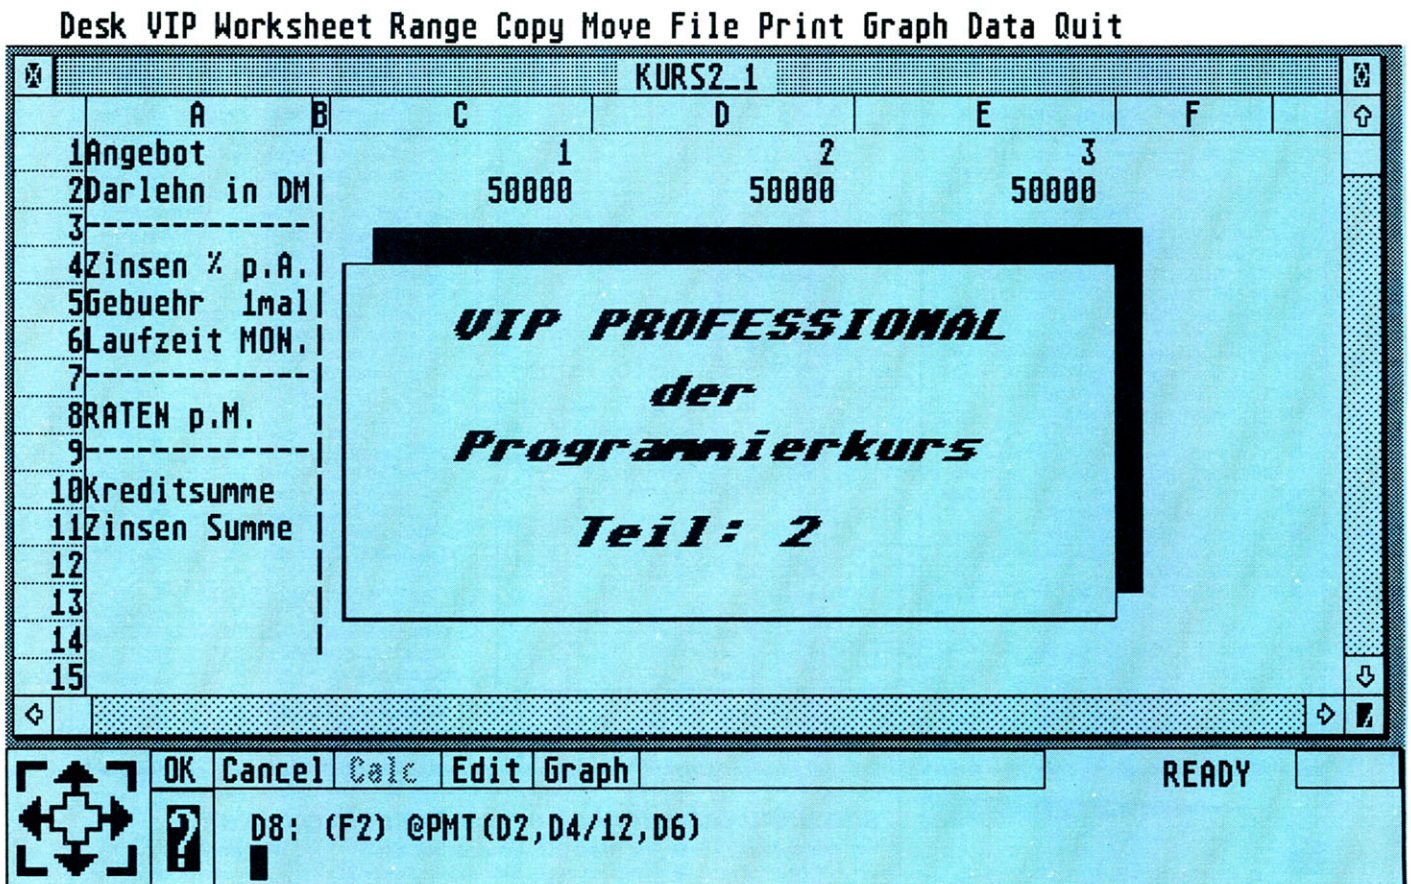 Desk VIP Worksheet Range Copy Move File Print Graph Data Quit
KURS2_1
A B C D E F
1 Angebot | 1 2 3
2 Darlehn in DM| 50000 50000 50000
3 -------------|
4 Zinsen % p.A.|
5 Gebuehr 1mal|
6 Laufzeit MON.|
7 -------------|
8 RATEN p.M. |
9 -------------|
10 Kreditsumme |
11 Zinsen Summe |
12 |
13 |
14 |
15
VIP PROFESSIONAL
der
Programmierkurs
Teil: 2
OK Cancel Calc Edit Graph READY
? D8: (F2) @PMT(D2,D4/12,D6)